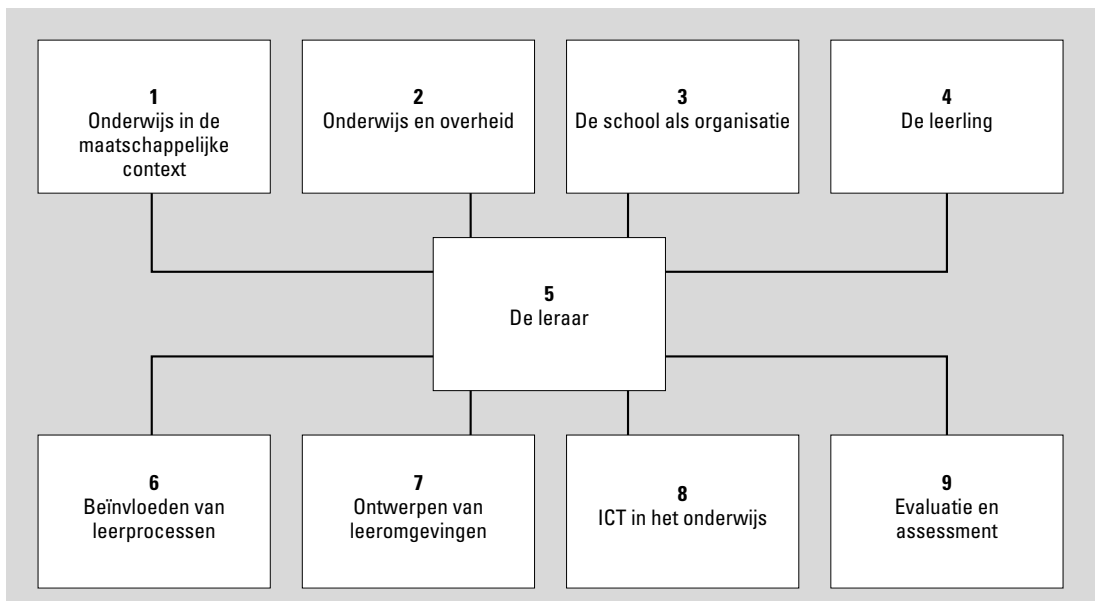 1
Onderwijs in de
maatschappelijke
context
2
Onderwijs en overheid
3
De school als organisatie
4
De leerling
5
De leraar
6
Beïnvloeden van
leerprocessen
7
Ontwerpen van
leeromgevingen
8
ICT in het onderwijs
9
Evaluatie en
assessment